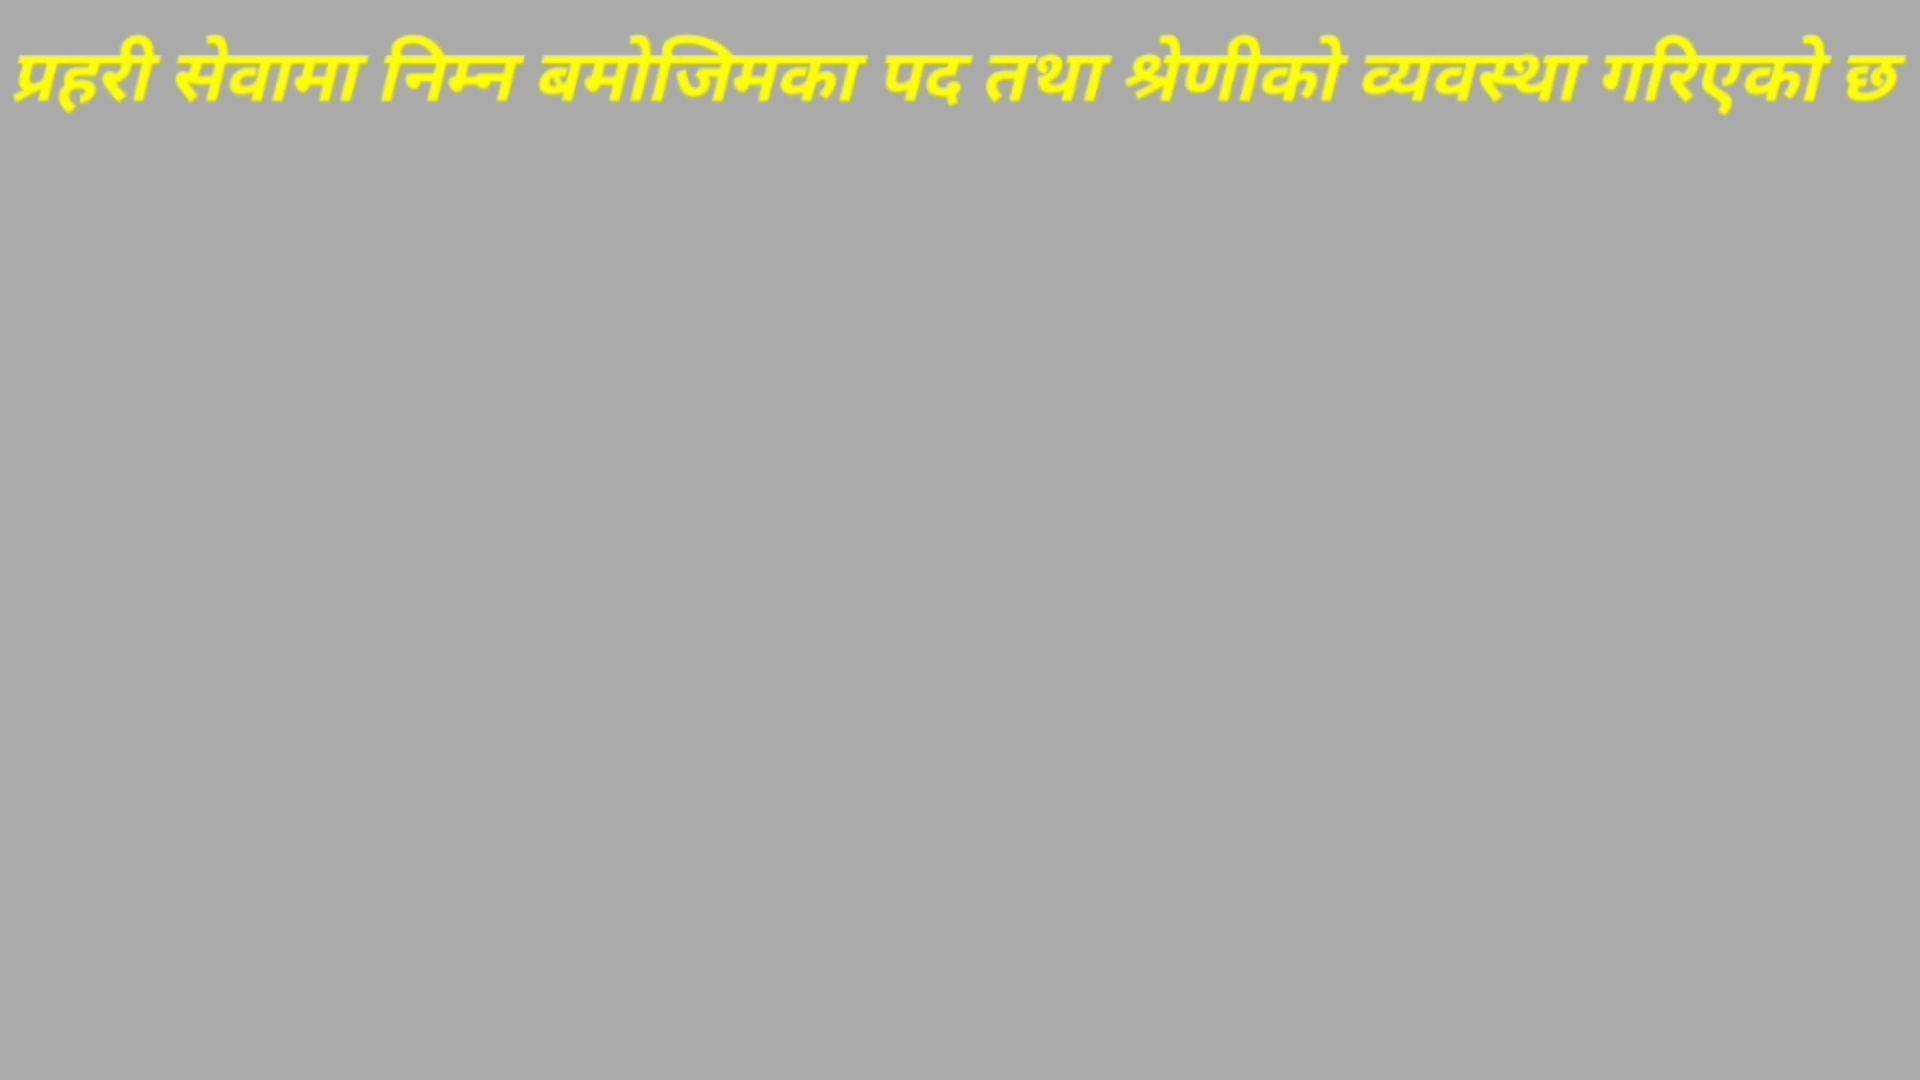 प्रहरी सेवामा निम्न बमोजिमका पद तथा श्रेणीको व्यवस्था गरिएको छ